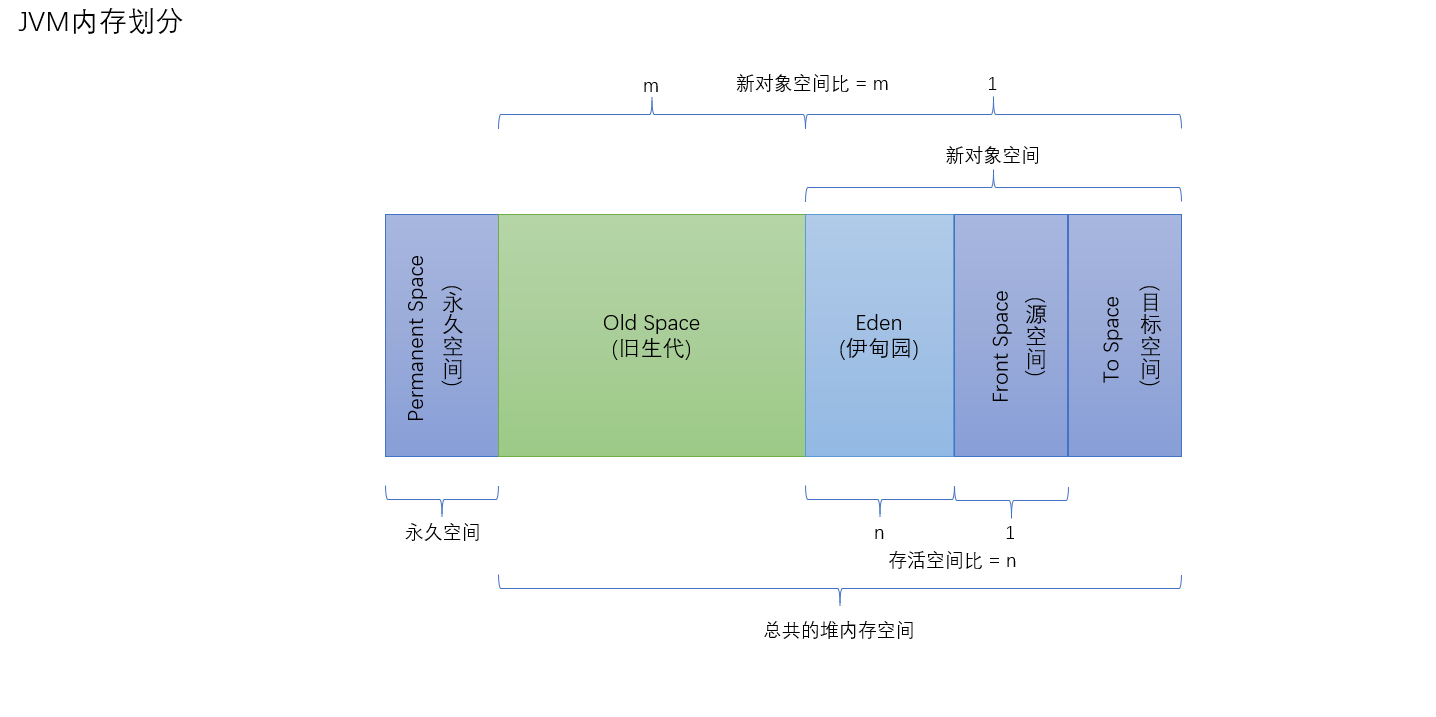 JVM内存划分
m
新对象空间比 = m
1
新对象空间
Permanent Space
(永久空间)
Old Space
(旧生代)
Eden
(伊甸园)
Front Space
(源空间)
To Space
(目标空间)
永久空间
n
1
存活空间比 = n
总共的堆内存空间